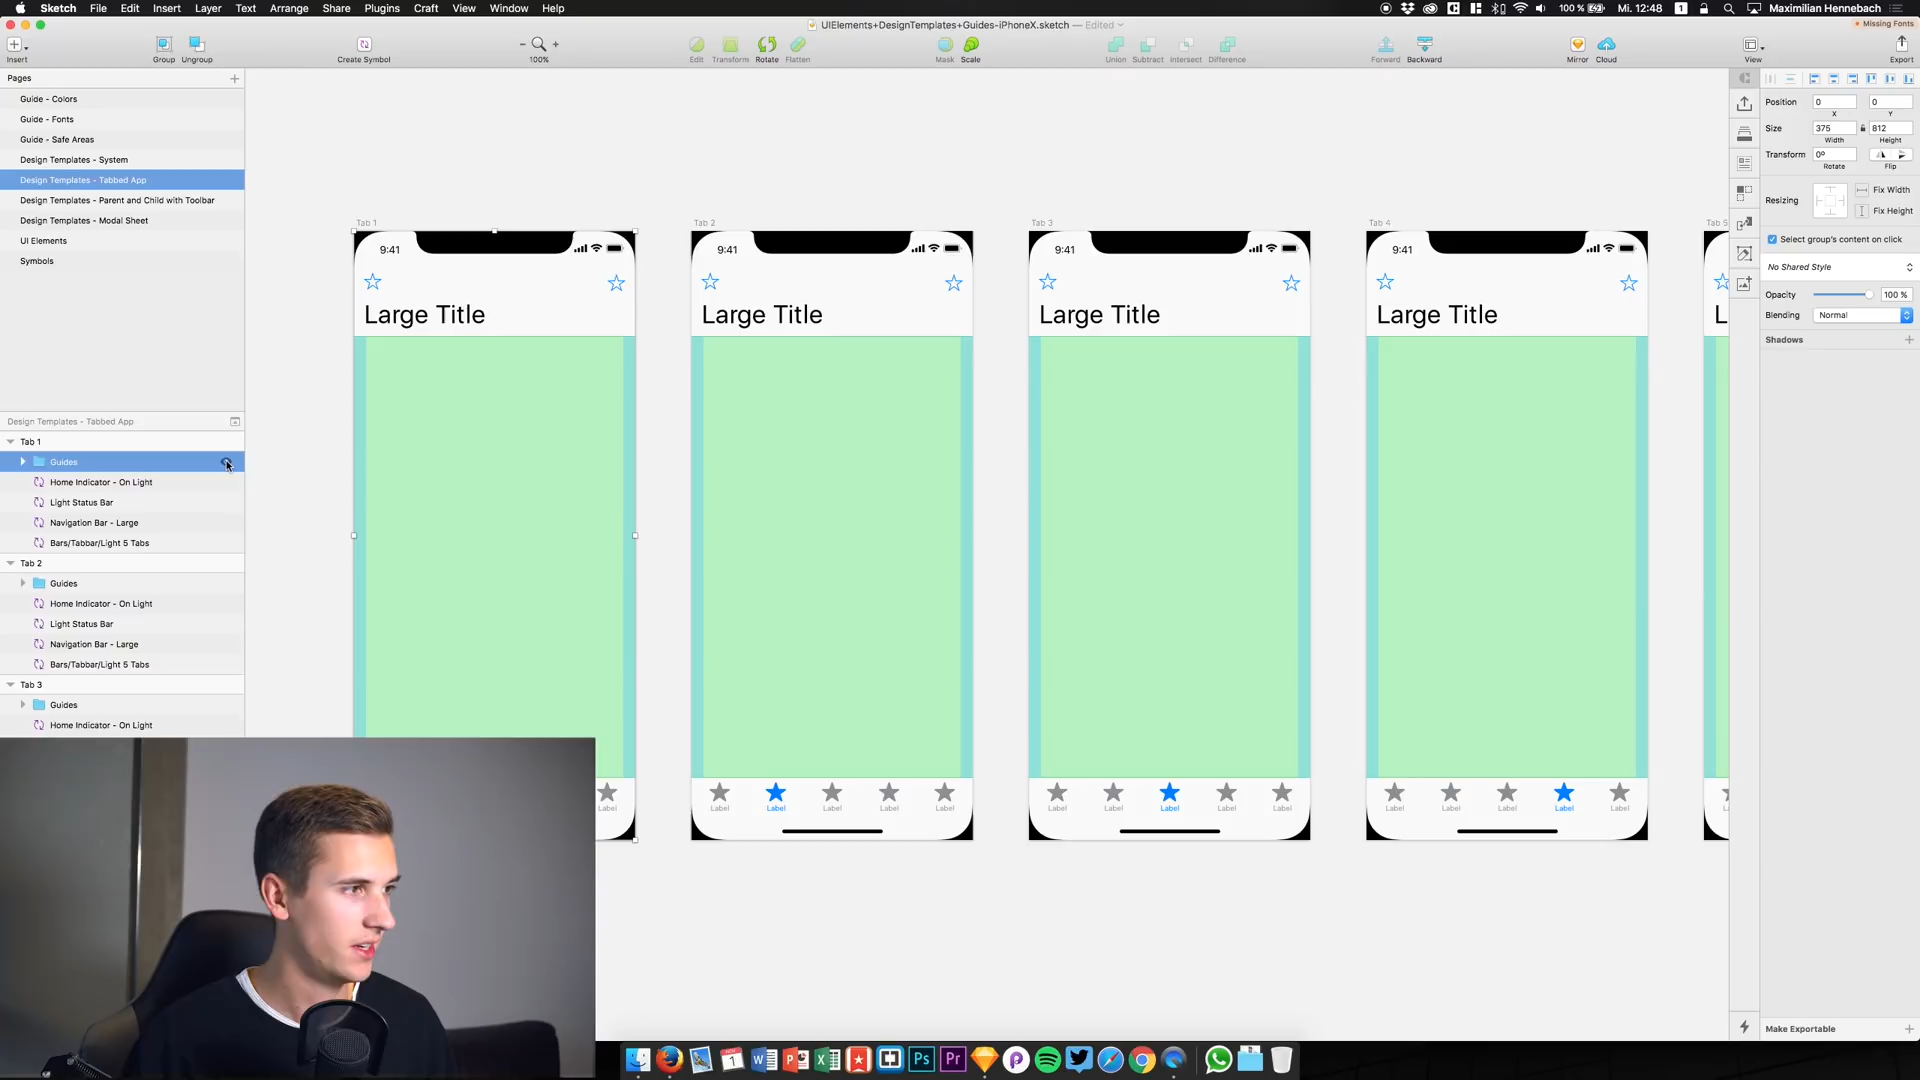 Sketch File Edit Insert Layer Text Arrange Share Plugins Craft View Window Help
1 100 % Mi. 12:48 1 Maximilian Hennebach
UIElements+DesignTemplates+Guides-iPhoneX.sketch — Edited
Missing Fonts
Insert Group Ungroup Create Symbol 100% Edit Transform Rotate Flatten Mask Scale Union Subtract Intersect Difference Forward Backward Mirror Cloud View Export
Pages
Guide - Colors
Guide - Fonts
Guide - Safe Areas
Design Templates - System
Design Templates - Tabbed App
Design Templates - Parent and Child with Toolbar
Design Templates - Modal Sheet
UI Elements
Symbols
Design Templates - Tabbed App
Tab 1
Guides
Home Indicator - On Light
Light Status Bar
Navigation Bar - Large
Bars/Tabbar/Light 5 Tabs
Tab 2
Guides
Home Indicator - On Light
Light Status Bar
Navigation Bar - Large
Bars/Tabbar/Light 5 Tabs
Tab 3
Guides
Home Indicator - On Light
Tab 1 Tab 2 Tab 3 Tab 4 Tab 5
9:41 9:41 9:41 9:41
Large Title Large Title Large Title Large Title L
Label Label Label Label Label Label
Label Label Label Label Label
Label Label Label Label Label
Position 0 0
X Y
Size 375 812
Width Height
Transform 0°
Rotate Flip
Resizing Fix Width
Fix Height
Select group's content on click
No Shared Style
Opacity 100 %
Blending Normal
Shadows
Make Exportable
NOV 1 W P X Ps Pr p